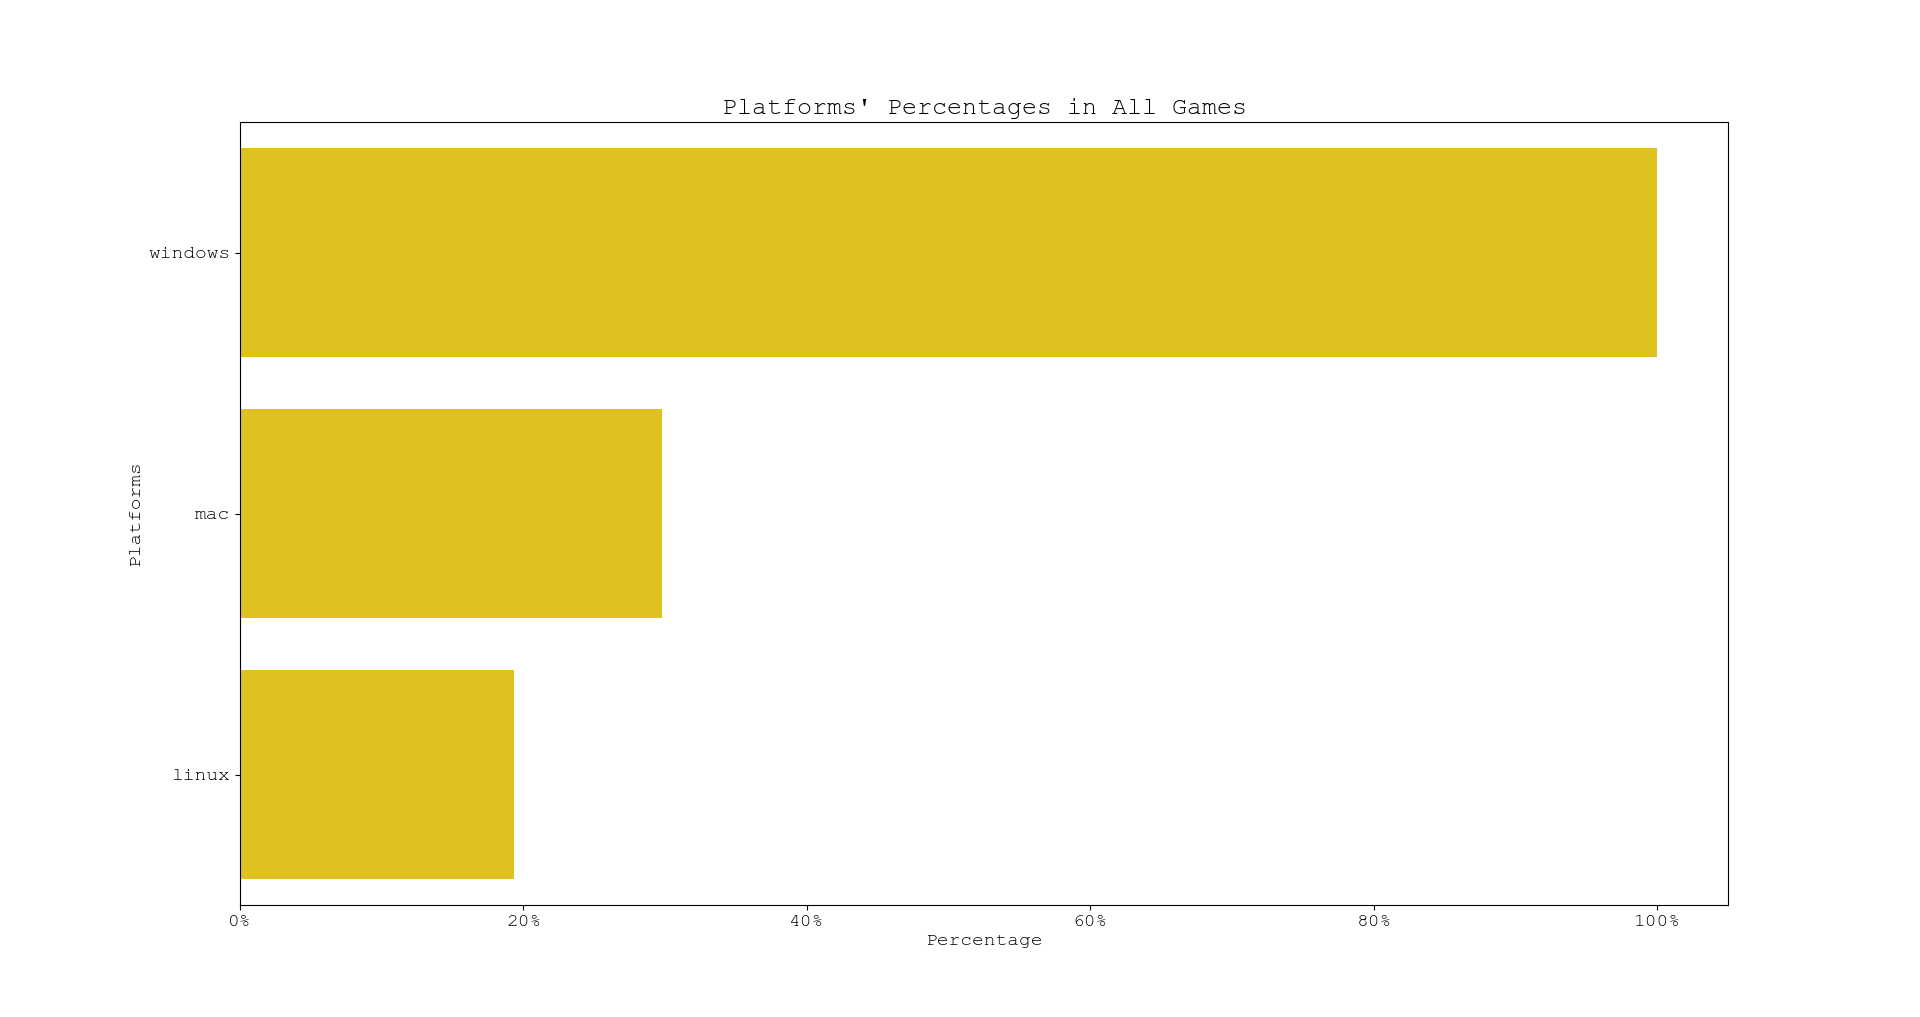 Platforms' Percentages in All Games
windows
mac
linux
Platforms
0% 20% 40% 60% 80% 100%
Percentage